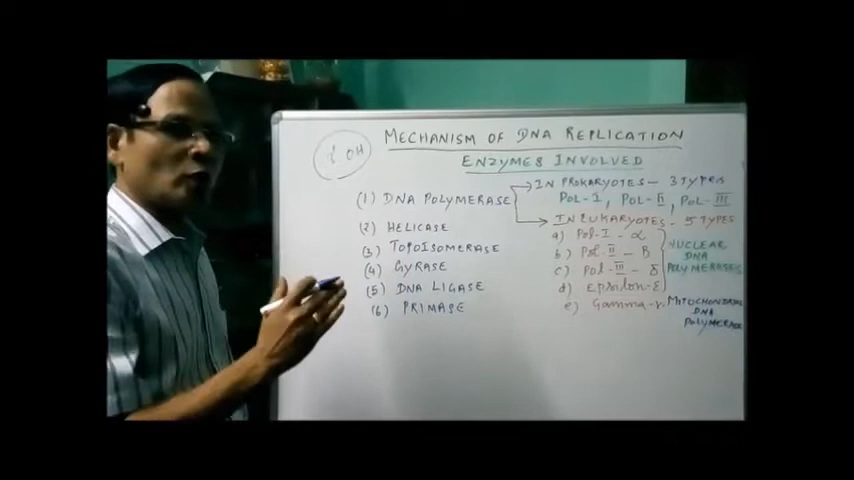 MECHANISM OF DNA REPLICATION
ENZYMES INVOLVED
OH
(1) DNA POLYMERASE
IN PROKARYOTES - 3 TYPES
POL-I, POL-II, POL-III
IN EUKARYOTES - 5 TYPES
a) Pol-I - α
b) Pol-II - β
c) Pol-III - δ
d) Epsilon-ε
e) Gamma-γ
NUCLEAR
DNA
POLYMERASES
MITOCHONDRIAL
DNA
POLYMERASE
(2) HELICASE
(3) TOPOISOMERASE
(4) GYRASE
(5) DNA LIGASE
(6) PRIMASE